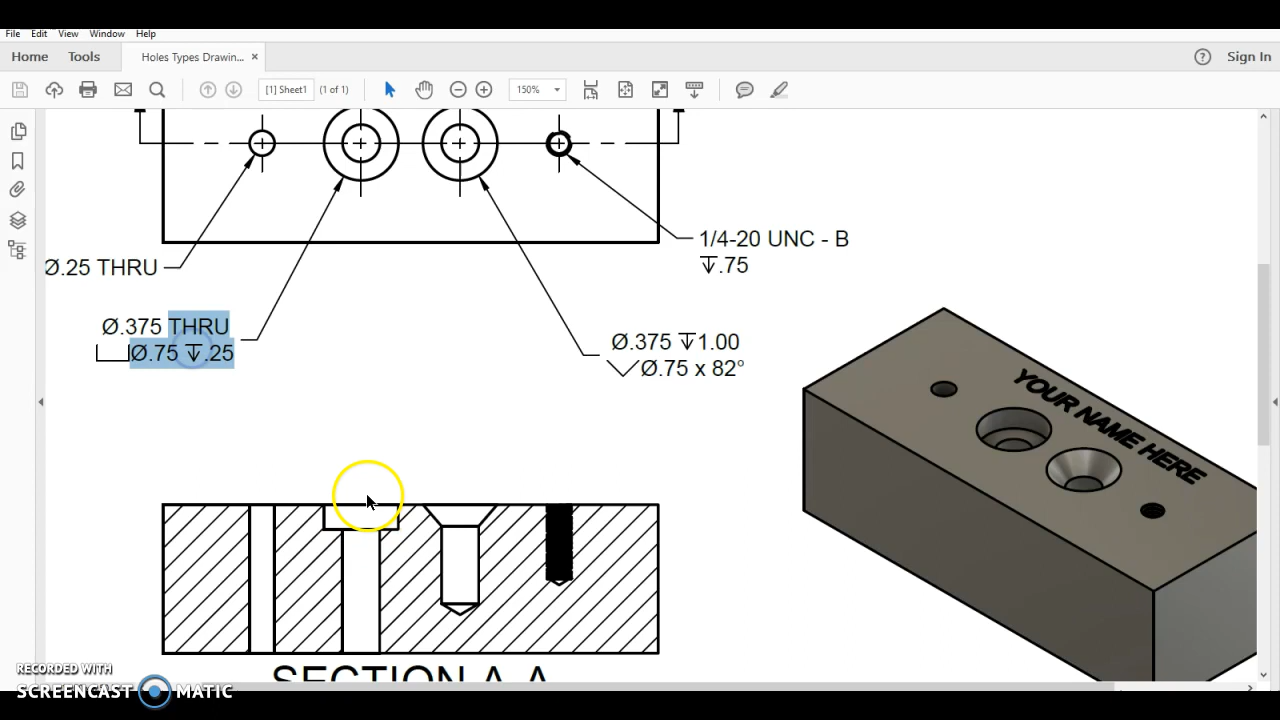 File Edit View Window Help
Home Tools Holes Types Drawin... × ? Sign In
[1] Sheet1 (1 of 1) 150%
1/4-20 UNC - B
↧.75
Ø.25 THRU
Ø.375 THRU
⌴Ø.75 ↧.25
Ø.375 ↧1.00
⌵Ø.75 x 82°
YOUR NAME HERE
SECTION A-A
RECORDED WITH
SCREENCAST MATIC